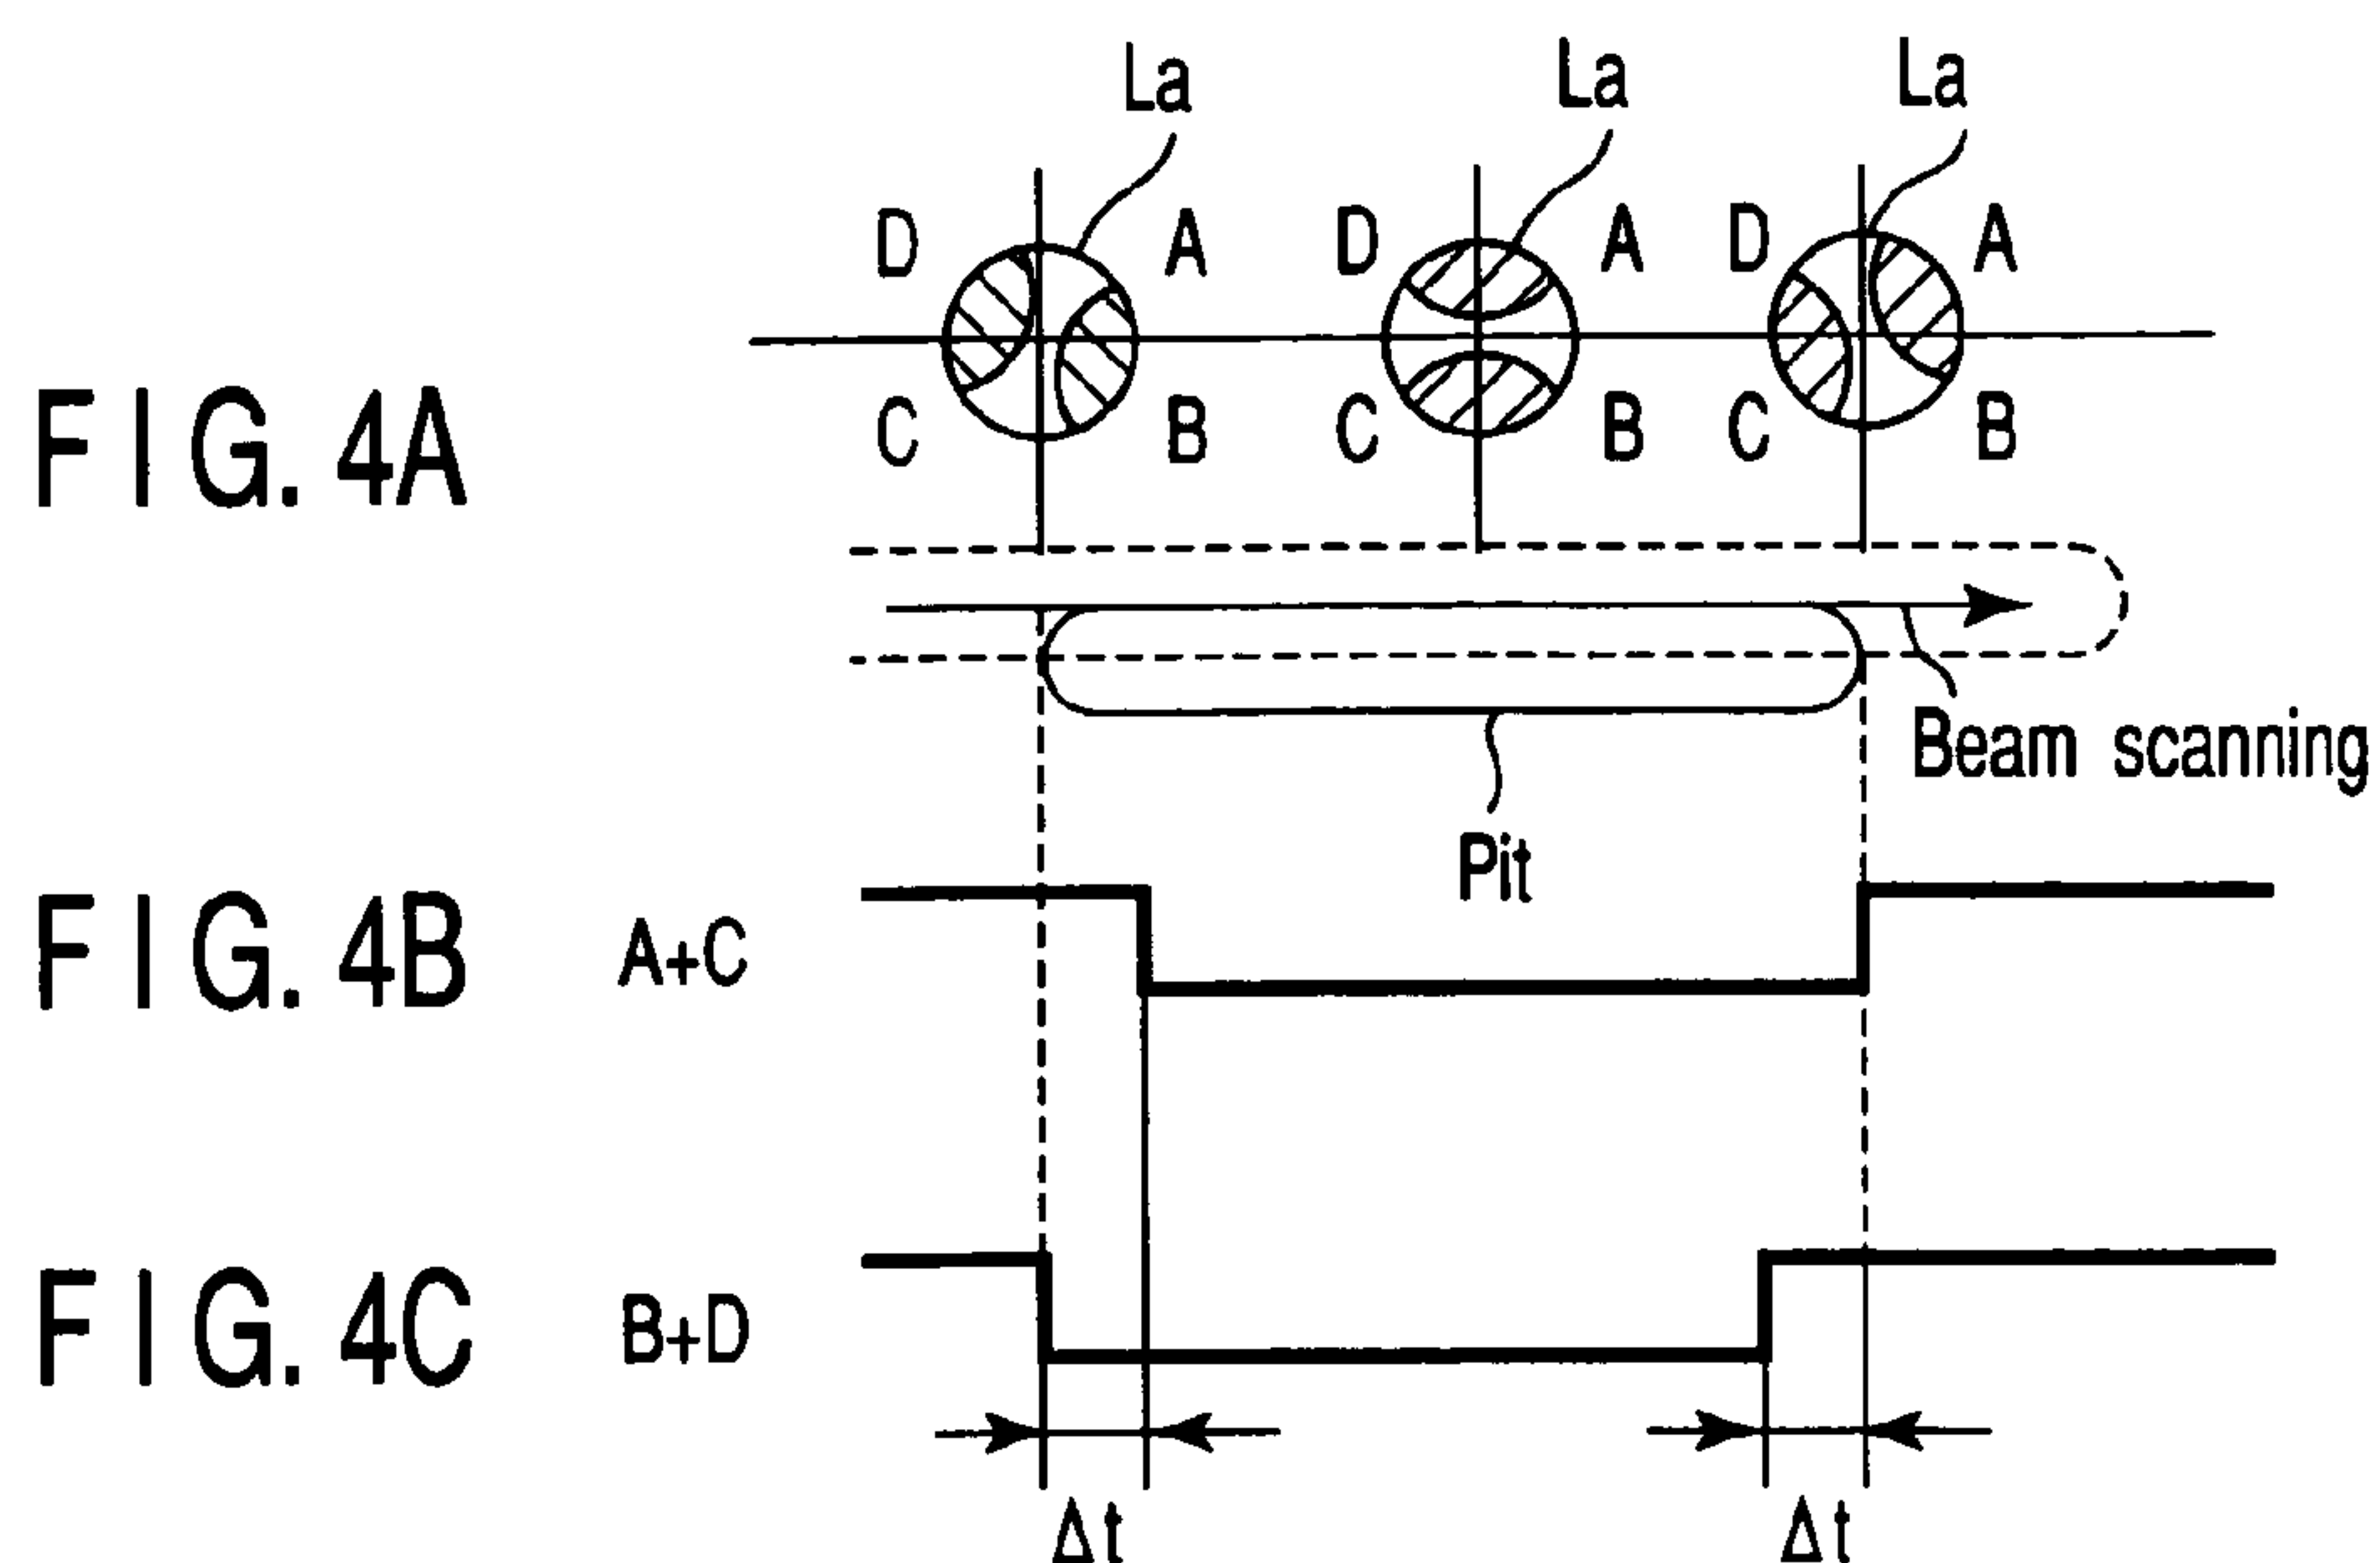 La La La
D A D A D A
C B C B C B
FIG. 4A
Beam scanning
Pit
FIG. 4B A+C
FIG. 4C B+D
Δt Δt